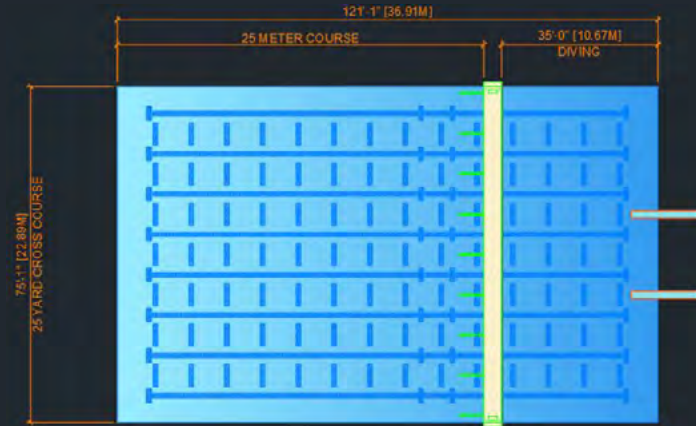 121'-1" [36.91M]
25 METER COURSE
35'-0" [10.67M]
DIVING
75'-1" [22.89M]
25 YARD CROSS COURSE